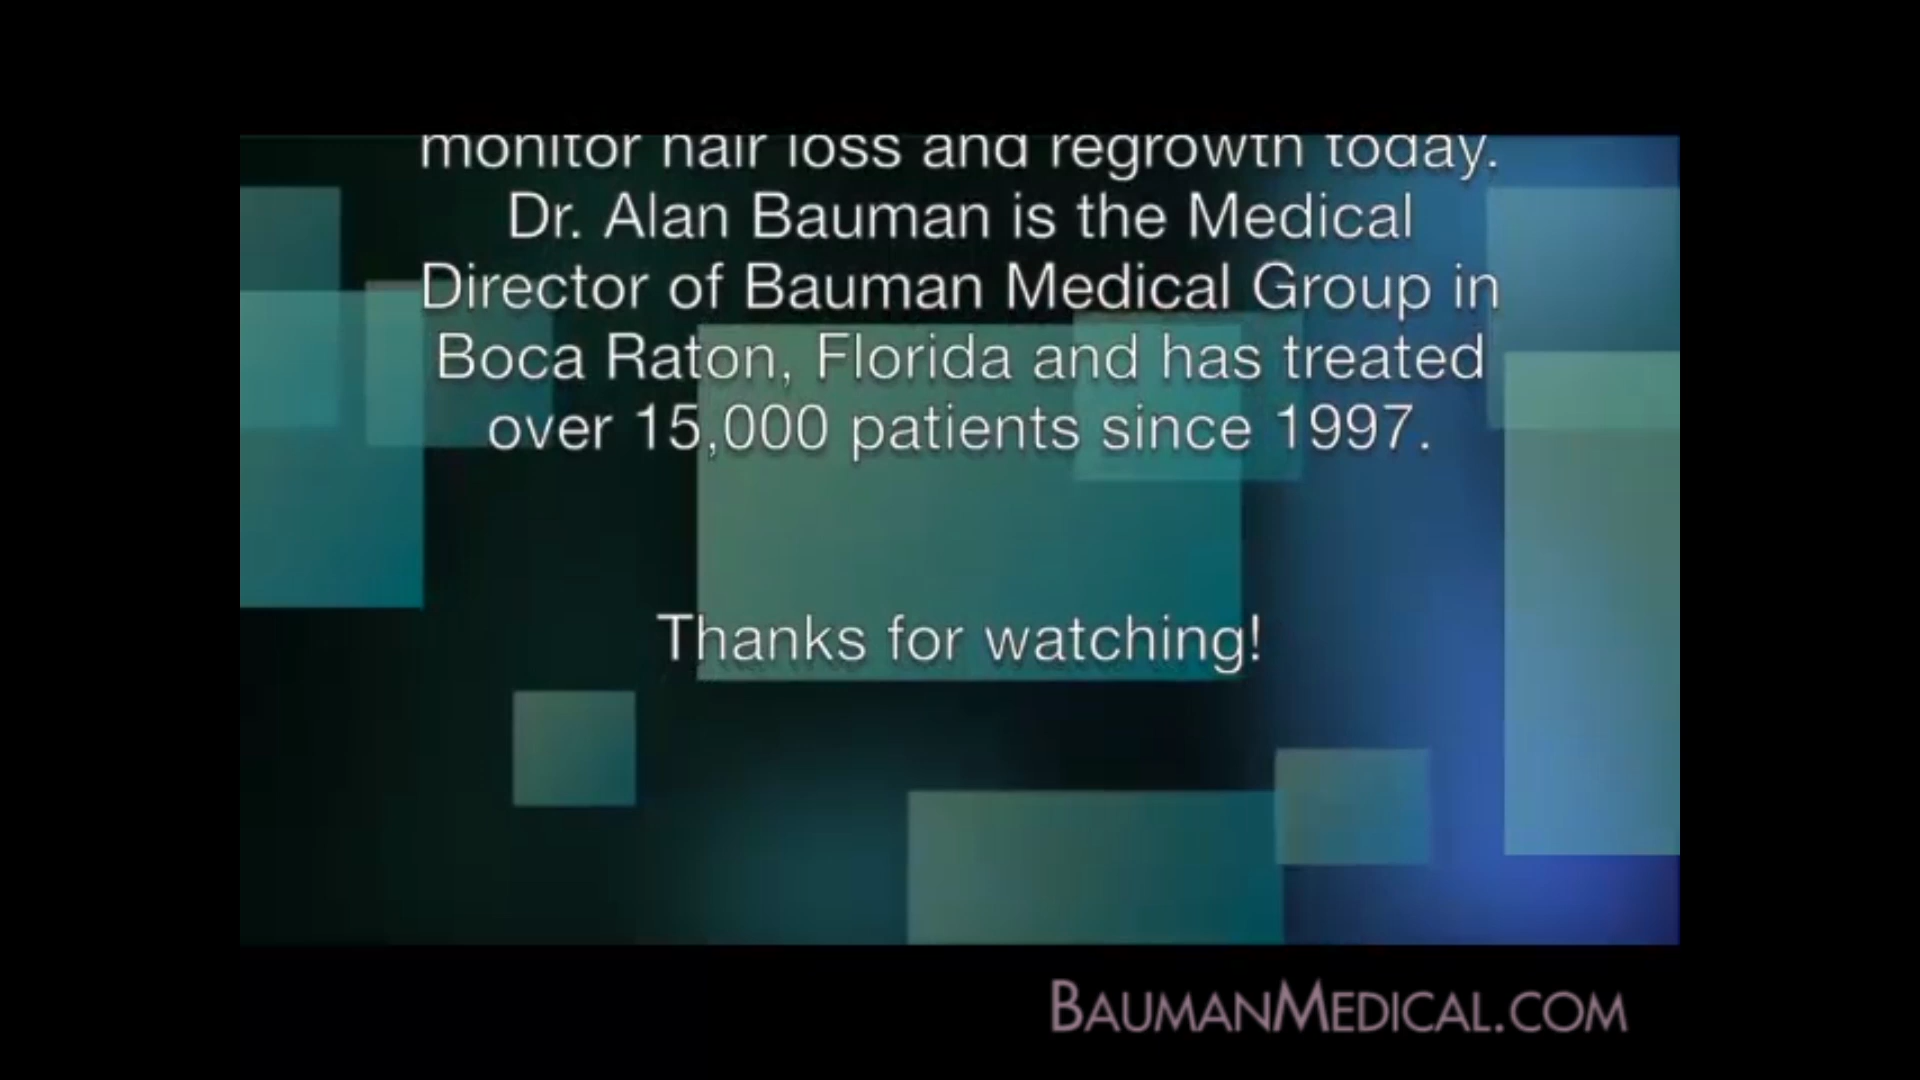 monitor hair loss and regrowth today.
Dr. Alan Bauman is the Medical
Director of Bauman Medical Group in
Boca Raton, Florida and has treated
over 15,000 patients since 1997.
Thanks for watching!
BAUMANMEDICAL.COM